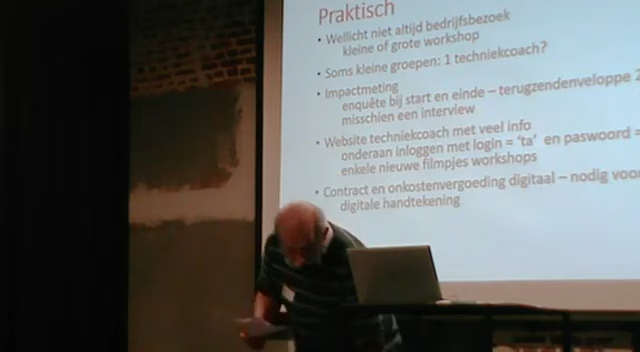 Praktisch
• Wellicht niet altijd bedrijfsbezoek
kleine of grote workshop
• Soms kleine groepen: 1 techniekcoach?
• Impactmeting
enquête bij start en einde – terugzendenveloppe
misschien een interview
• Website techniekcoach met veel info
onderaan inloggen met login = ‘ta’ en paswoord =
enkele nieuwe filmpjes workshops
• Contract en onkostenvergoeding digitaal – nodig voor
digitale handtekening